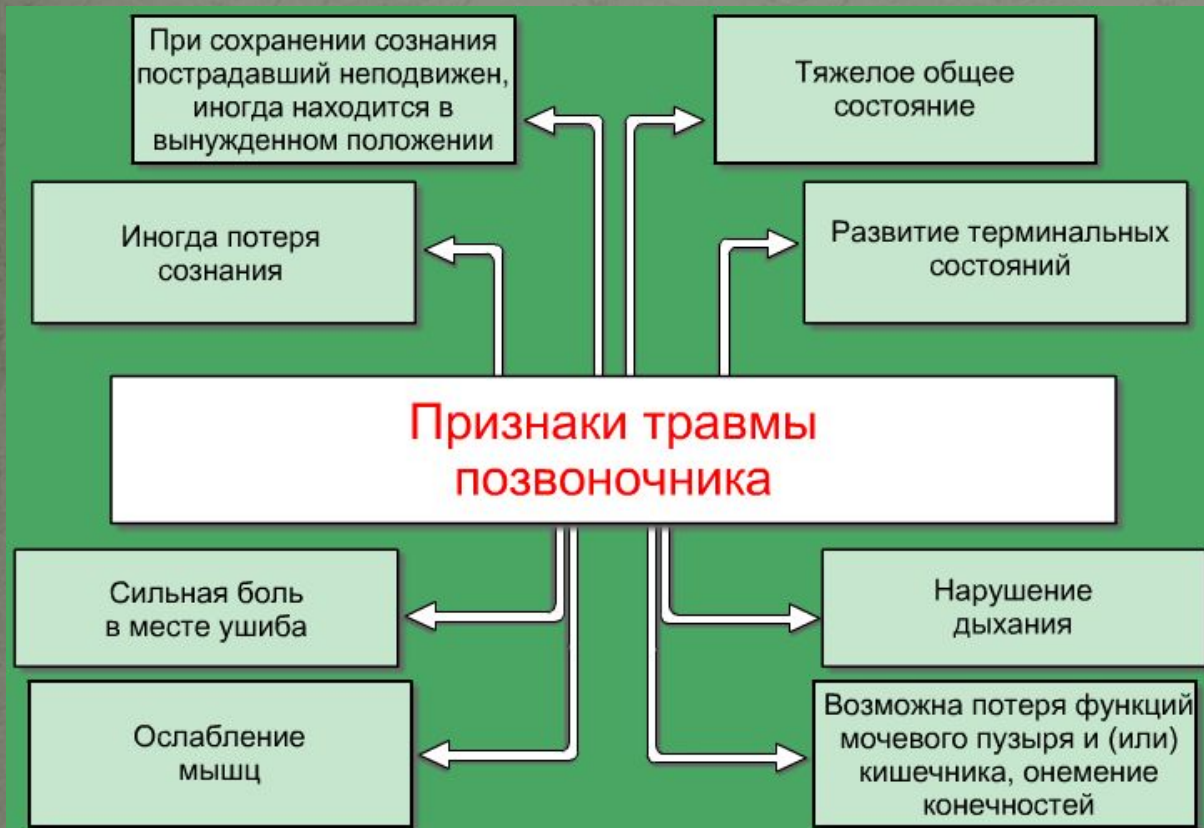 При сохранении сознания
пострадавший неподвижен,
иногда находится в
вынужденном положении
Тяжелое общее
состояние
Иногда потеря
сознания
Развитие терминальных
состояний
Признаки травмы
позвоночника
Сильная боль
в месте ушиба
Нарушение
дыхания
Ослабление
мышц
Возможна потеря функций
мочевого пузыря и (или)
кишечника, онемение
конечностей